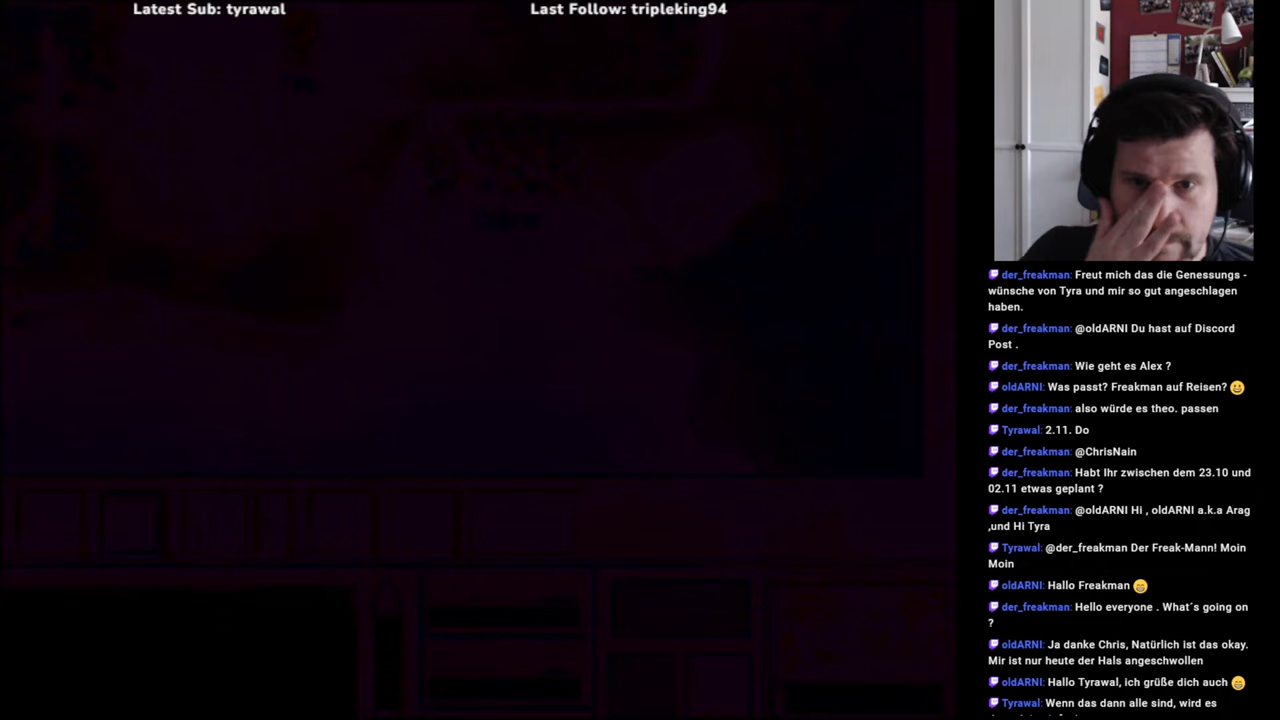 Latest Sub: tyrawal
Last Follow: tripleking94
der_freakman: Freut mich das die Genessungs -
wünsche von Tyra und mir so gut angeschlagen
haben.
der_freakman: @oldARNI Du hast auf Discord
Post .
der_freakman: Wie geht es Alex ?
oldARNI: Was passt? Freakman auf Reisen? 😀
der_freakman: also würde es theo. passen
Tyrawal: 2.11. Do
der_freakman: @ChrisNain
der_freakman: Habt Ihr zwischen dem 23.10 und
02.11 etwas geplant ?
der_freakman: @oldARNI Hi , oldARNI a.k.a Arag
,und Hi Tyra
Tyrawal: @der_freakman Der Freak-Mann! Moin
Moin
oldARNI: Hallo Freakman 😁
der_freakman: Hello everyone . What´s going on
?
oldARNI: Ja danke Chris, Natürlich ist das okay.
Mir ist nur heute der Hals angeschwollen
oldARNI: Hallo Tyrawal, ich grüße dich auch 😁
Tyrawal: Wenn das dann alle sind, wird es